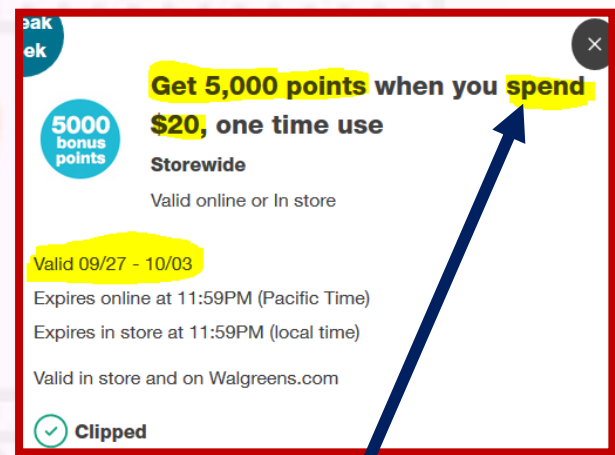 eak
ek
Get 5,000 points when you spend
$20, one time use
5000
bonus
points
Storewide
Valid online or In store
Valid 09/27 - 10/03
Expires online at 11:59PM (Pacific Time)
Expires in store at 11:59PM (local time)
Valid in store and on Walgreens.com
Clipped